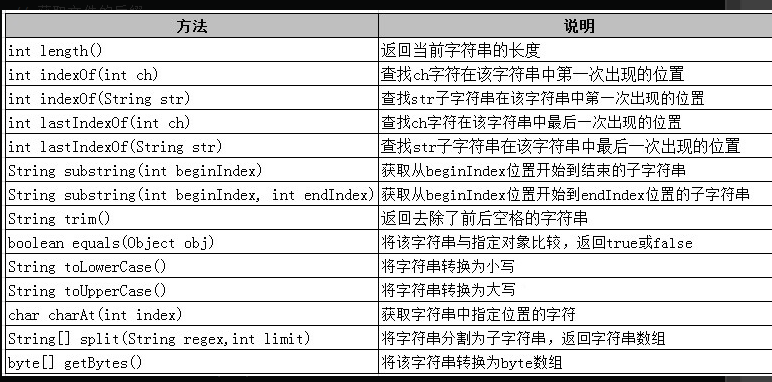 方法 说明
int length() 返回当前字符串的长度
int indexOf(int ch) 查找ch字符在该字符串中第一次出现的位置
int indexOf(String str) 查找str子字符串在该字符串中第一次出现的位置
int lastIndexOf(int ch) 查找ch字符在该字符串中最后一次出现的位置
int lastIndexOf(String str) 查找str子字符串在该字符串中最后一次出现的位置
String substring(int beginIndex) 获取从beginIndex位置开始到结束的子字符串
String substring(int beginIndex, int endIndex) 获取从beginIndex位置开始到endIndex位置的子字符串
String trim() 返回去除了前后空格的字符串
boolean equals(Object obj) 将该字符串与指定对象比较，返回true或false
String toLowerCase() 将字符串转换为小写
String toUpperCase() 将字符串转换为大写
char charAt(int index) 获取字符串中指定位置的字符
String[] split(String regex,int limit) 将字符串分割为子字符串，返回字符串数组
byte[] getBytes() 将该字符串转换为byte数组